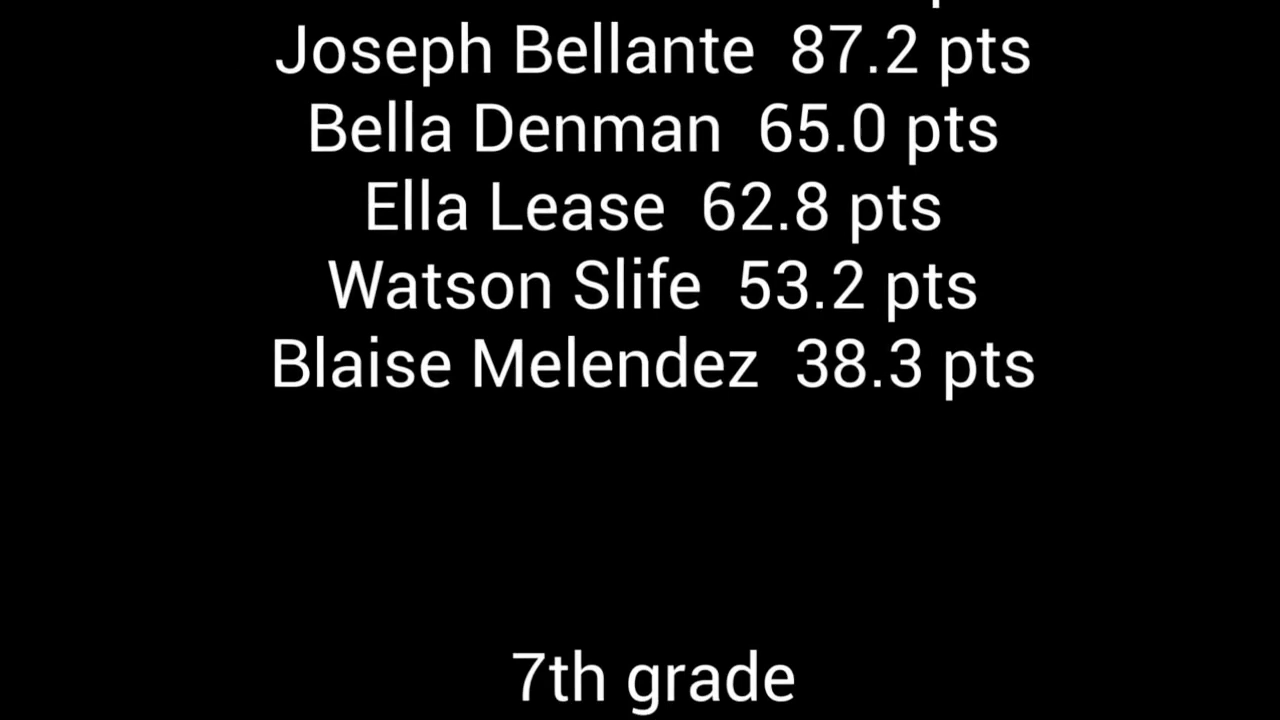 Joseph Bellante 87.2 pts
Bella Denman 65.0 pts
Ella Lease 62.8 pts
Watson Slife 53.2 pts
Blaise Melendez 38.3 pts
7th grade